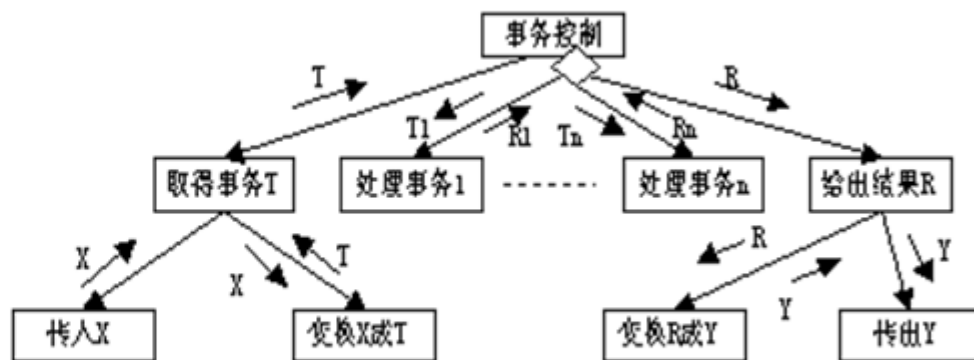 事务控制
T
R
T1
R1
Tn
Rn
取得事务T
处理事务1
处理事务n
给出结果R
X
X
T
R
Y
Y
传入X
变换X成T
变换R成Y
传出Y